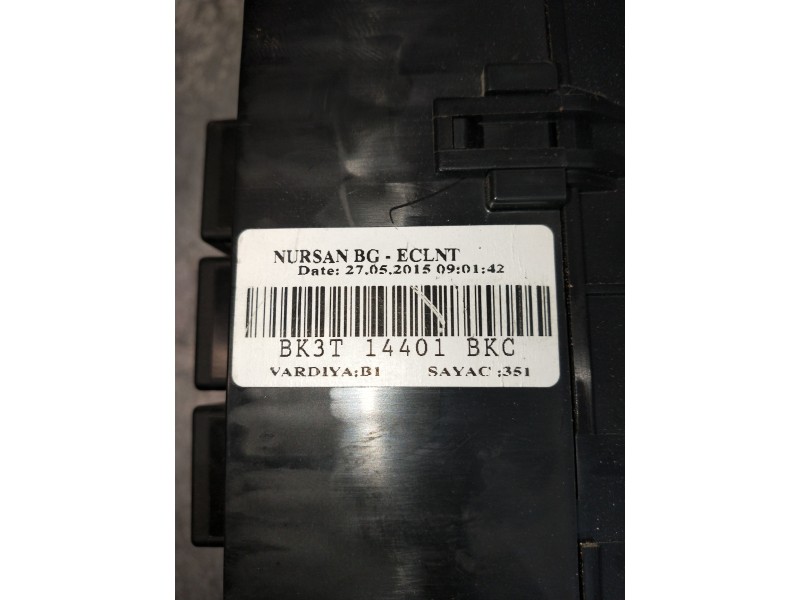 NURSAN BG - ECLNT
Date: 27.05.2015 09:01:42
BK3T 14401 BKC
VARDIYA:B1 SAYAC :351